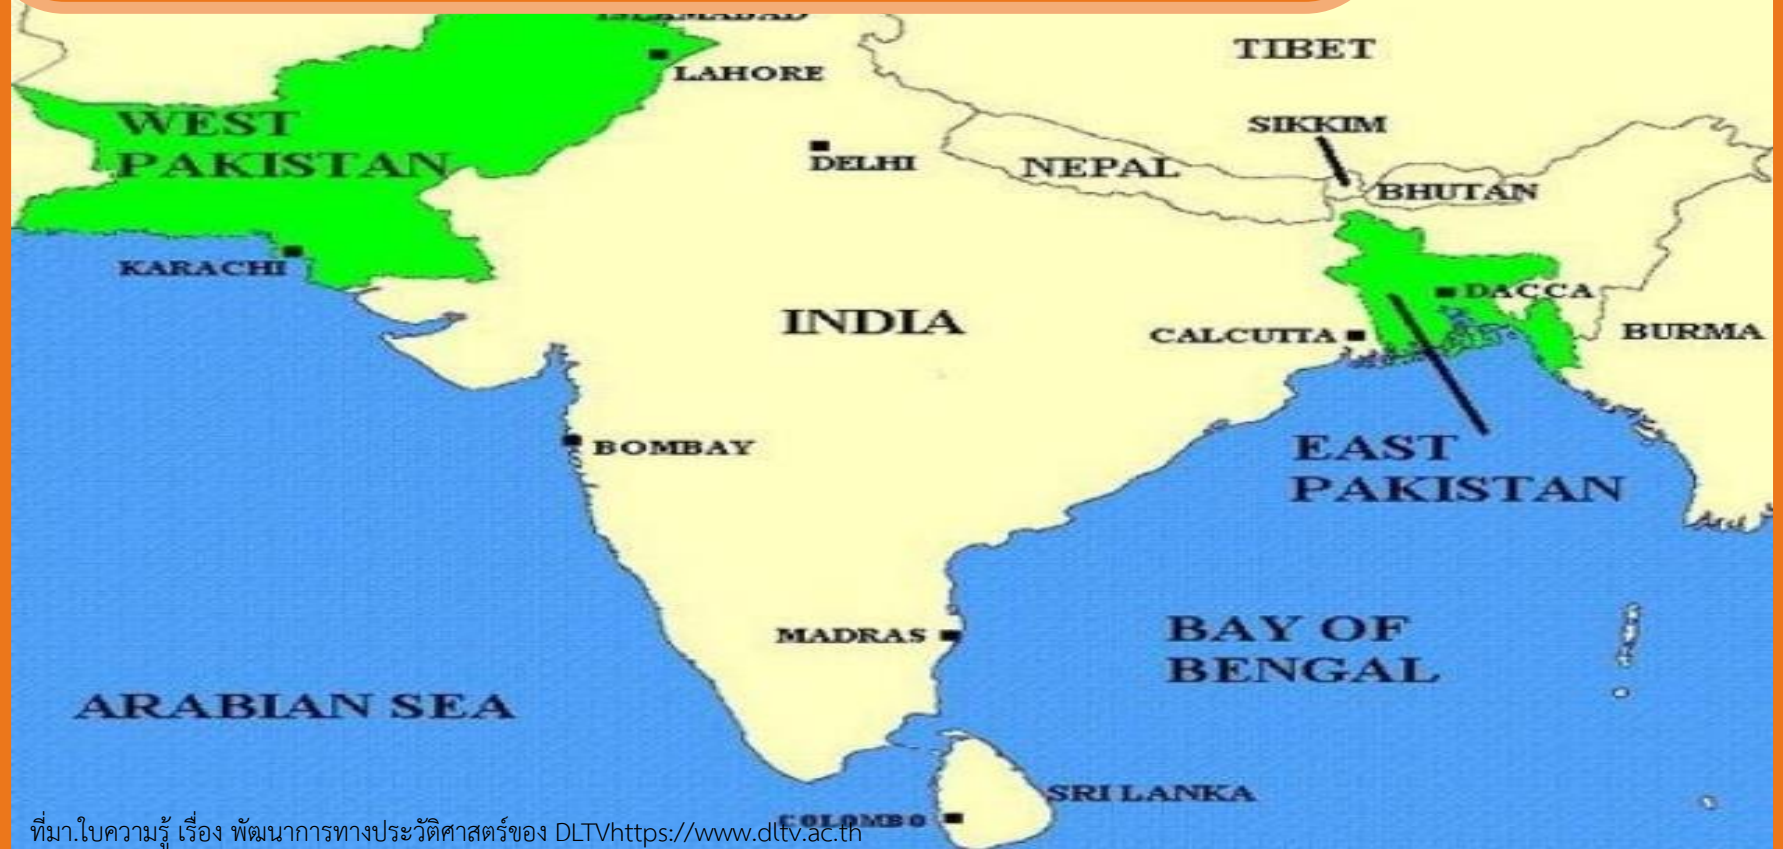 ISLAMABAD
TIBET
LAHORE
WEST
PAKISTAN
SIKKIM
DELHI
NEPAL
BHUTAN
KARACHI
DACCA
INDIA
CALCUTTA
BURMA
BOMBAY
EAST
PAKISTAN
MADRAS
BAY OF
BENGAL
ARABIAN SEA
SRI LANKA
COLOMBO
ที่มา.ใบความรู้ เรื่อง พัฒนาการทางประวัติศาสตร์ของ DLTVhttps://www.dltv.ac.th